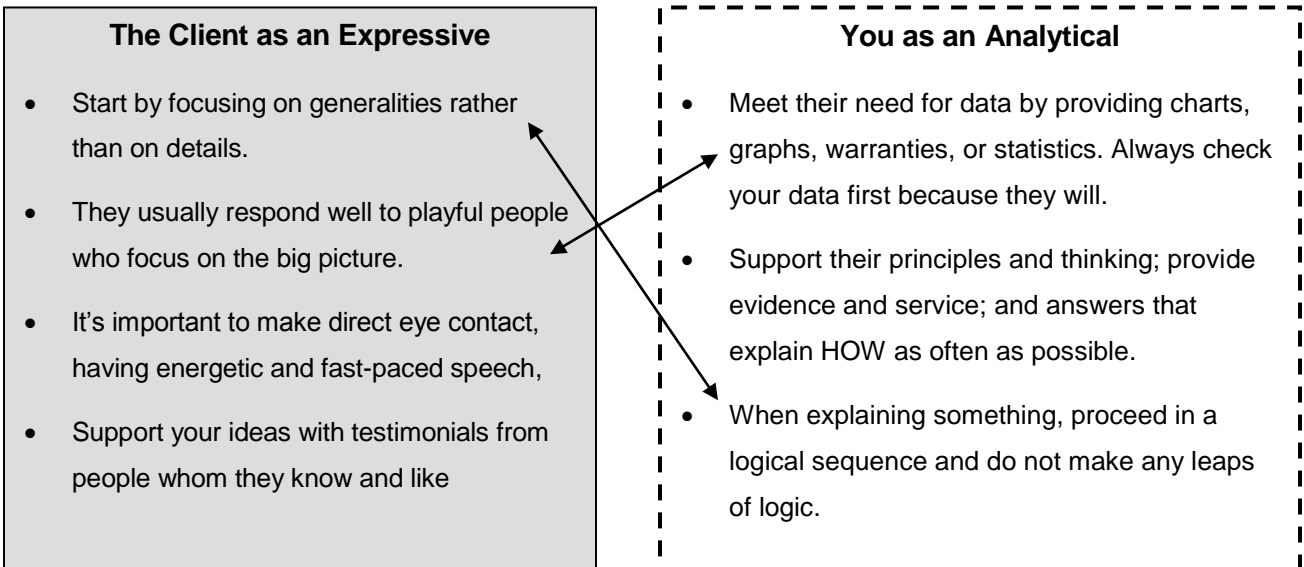 The Client as an Expressive
• Start by focusing on generalities rather
than on details.
• They usually respond well to playful people
who focus on the big picture.
• It’s important to make direct eye contact,
having energetic and fast-paced speech,
• Support your ideas with testimonials from
people whom they know and like
You as an Analytical
• Meet their need for data by providing charts,
graphs, warranties, or statistics. Always check
your data first because they will.
• Support their principles and thinking; provide
evidence and service; and answers that
explain HOW as often as possible.
• When explaining something, proceed in a
logical sequence and do not make any leaps
of logic.